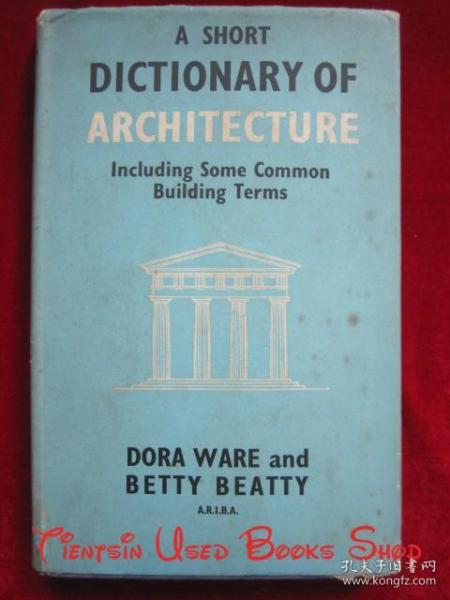 A SHORT
DICTIONARY OF
ARCHITECTURE
Including Some Common
Building Terms
DORA WARE and
BETTY BEATTY
A.R.I.B.A.
Tientsin Used Books Shop
孔夫子旧书网
www.kongfz.com